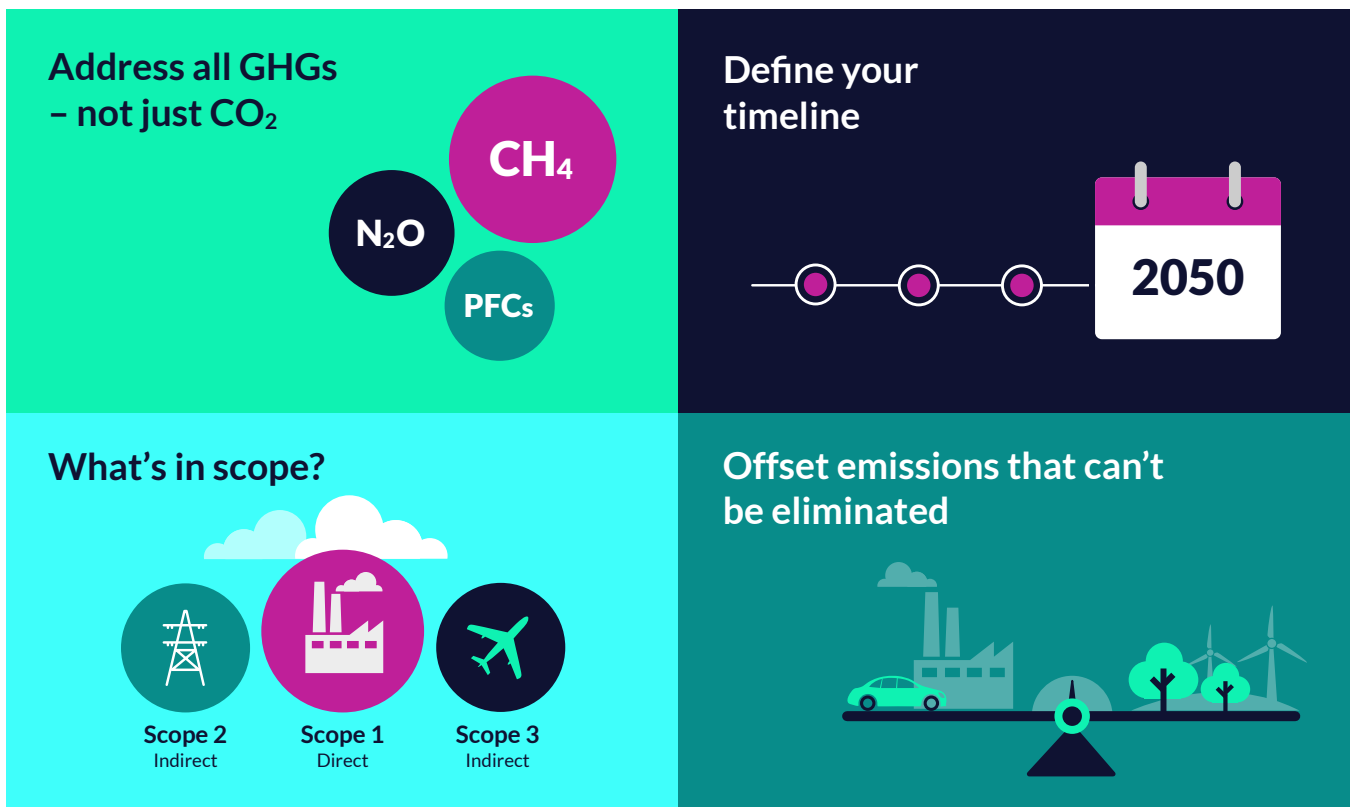 Address all GHGs
– not just CO₂
CH₄
N₂O
PFCs
Define your
timeline
2050
What’s in scope?
Scope 2
Indirect
Scope 1
Direct
Scope 3
Indirect
Offset emissions that can’t
be eliminated